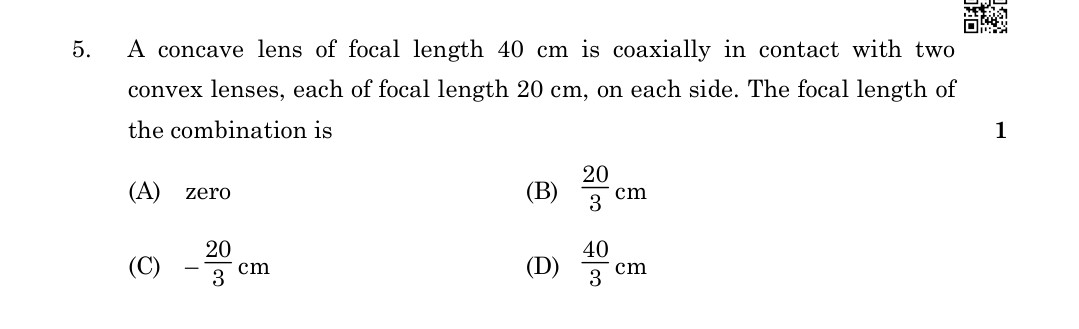 5. A concave lens of focal length 40 cm is coaxially in contact with two
convex lenses, each of focal length 20 cm, on each side. The focal length of
the combination is 1
(A) zero (B) 20/3 cm
(C) – 20/3 cm (D) 40/3 cm